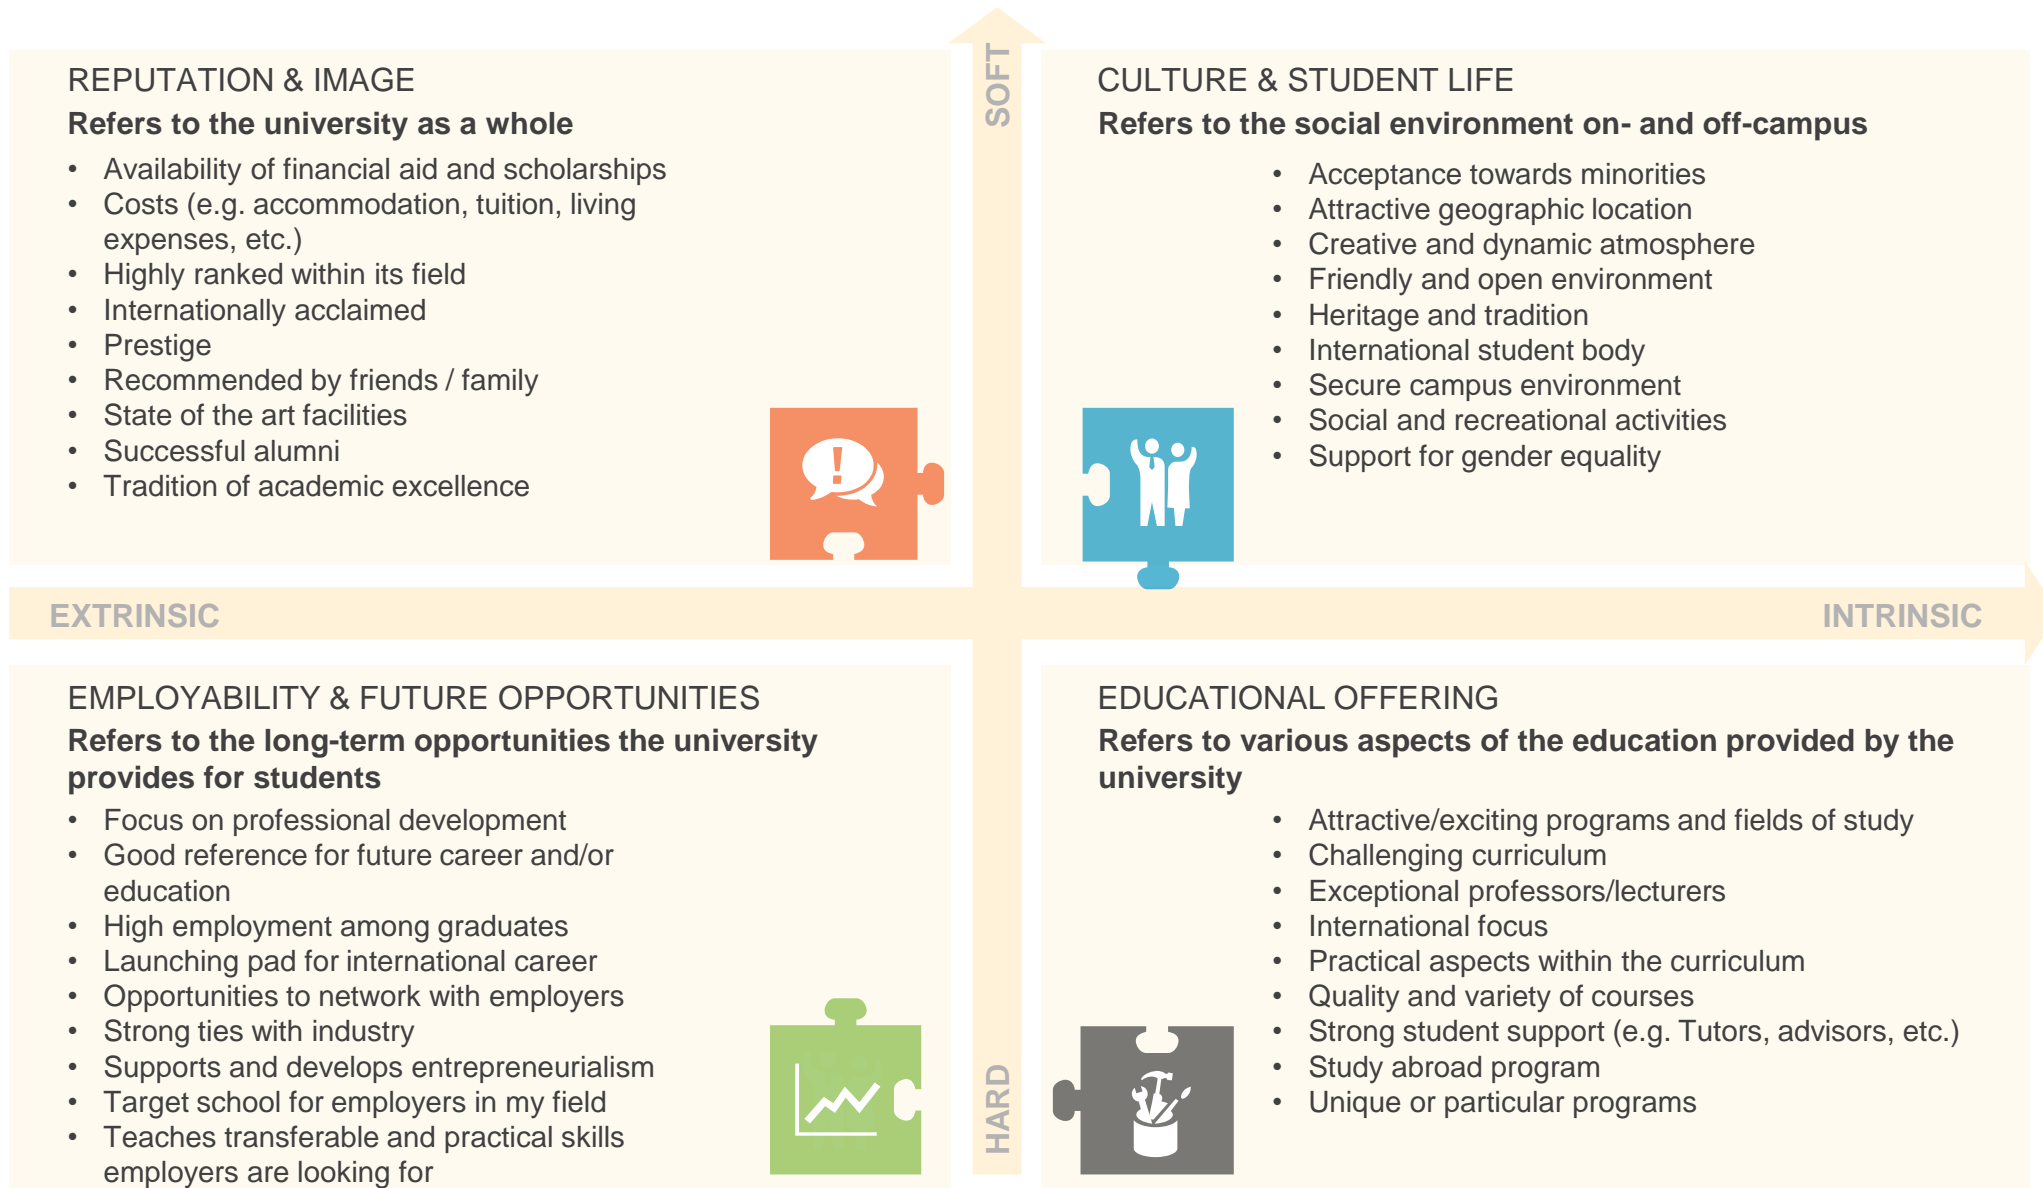 SOFT
REPUTATION & IMAGE
Refers to the university as a whole
• Availability of financial aid and scholarships
• Costs (e.g. accommodation, tuition, living
expenses, etc.)
• Highly ranked within its field
• Internationally acclaimed
• Prestige
• Recommended by friends / family
• State of the art facilities
• Successful alumni
• Tradition of academic excellence
CULTURE & STUDENT LIFE
Refers to the social environment on- and off-campus
• Acceptance towards minorities
• Attractive geographic location
• Creative and dynamic atmosphere
• Friendly and open environment
• Heritage and tradition
• International student body
• Secure campus environment
• Social and recreational activities
• Support for gender equality
EXTRINSIC
INTRINSIC
EMPLOYABILITY & FUTURE OPPORTUNITIES
Refers to the long-term opportunities the university
provides for students
• Focus on professional development
• Good reference for future career and/or
education
• High employment among graduates
• Launching pad for international career
• Opportunities to network with employers
• Strong ties with industry
• Supports and develops entrepreneurialism
• Target school for employers in my field
• Teaches transferable and practical skills
employers are looking for
EDUCATIONAL OFFERING
Refers to various aspects of the education provided by the
university
• Attractive/exciting programs and fields of study
• Challenging curriculum
• Exceptional professors/lecturers
• International focus
• Practical aspects within the curriculum
• Quality and variety of courses
• Strong student support (e.g. Tutors, advisors, etc.)
• Study abroad program
• Unique or particular programs
HARD